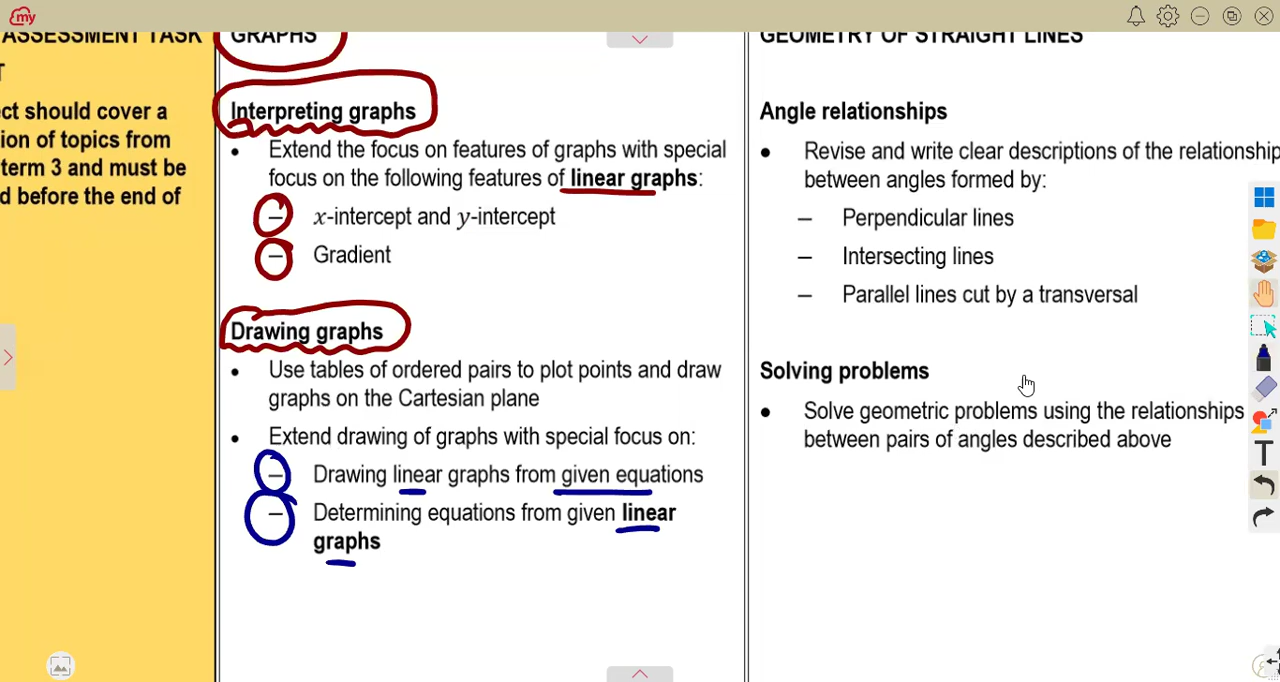 my
ASSESSMENT TASK
T
ect should cover a
ion of topics from
term 3 and must be
d before the end of
GRAPHS
Interpreting graphs
• Extend the focus on features of graphs with special
focus on the following features of linear graphs:
– x-intercept and y-intercept
– Gradient
Drawing graphs
• Use tables of ordered pairs to plot points and draw
graphs on the Cartesian plane
• Extend drawing of graphs with special focus on:
– Drawing linear graphs from given equations
– Determining equations from given linear
graphs
GEOMETRY OF STRAIGHT LINES
Angle relationships
• Revise and write clear descriptions of the relationship
between angles formed by:
– Perpendicular lines
– Intersecting lines
– Parallel lines cut by a transversal
Solving problems
• Solve geometric problems using the relationships
between pairs of angles described above
T